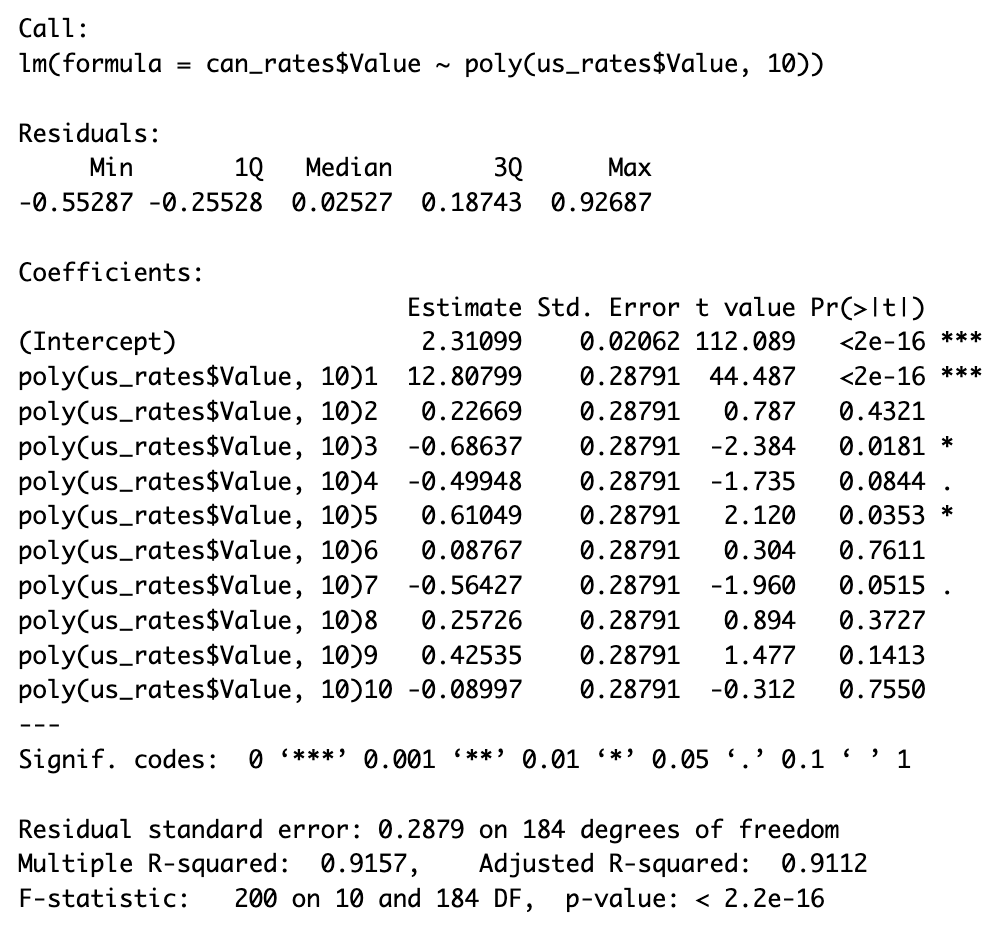 Call:
lm(formula = can_rates$Value ~ poly(us_rates$Value, 10))
Residuals:
Min 1Q Median 3Q Max
-0.55287 -0.25528 0.02527 0.18743 0.92687
Coefficients:
Estimate Std. Error t value Pr(>|t|)
(Intercept) 2.31099 0.02062 112.089 <2e-16 ***
poly(us_rates$Value, 10)1 12.80799 0.28791 44.487 <2e-16 ***
poly(us_rates$Value, 10)2 0.22669 0.28791 0.787 0.4321
poly(us_rates$Value, 10)3 -0.68637 0.28791 -2.384 0.0181 *
poly(us_rates$Value, 10)4 -0.49948 0.28791 -1.735 0.0844 .
poly(us_rates$Value, 10)5 0.61049 0.28791 2.120 0.0353 *
poly(us_rates$Value, 10)6 0.08767 0.28791 0.304 0.7611
poly(us_rates$Value, 10)7 -0.56427 0.28791 -1.960 0.0515 .
poly(us_rates$Value, 10)8 0.25726 0.28791 0.894 0.3727
poly(us_rates$Value, 10)9 0.42535 0.28791 1.477 0.1413
poly(us_rates$Value, 10)10 -0.08997 0.28791 -0.312 0.7550
---
Signif. codes: 0 ‘***’ 0.001 ‘**’ 0.01 ‘*’ 0.05 ‘.’ 0.1 ‘ ’ 1
Residual standard error: 0.2879 on 184 degrees of freedom
Multiple R-squared: 0.9157, Adjusted R-squared: 0.9112
F-statistic: 200 on 10 and 184 DF, p-value: < 2.2e-16